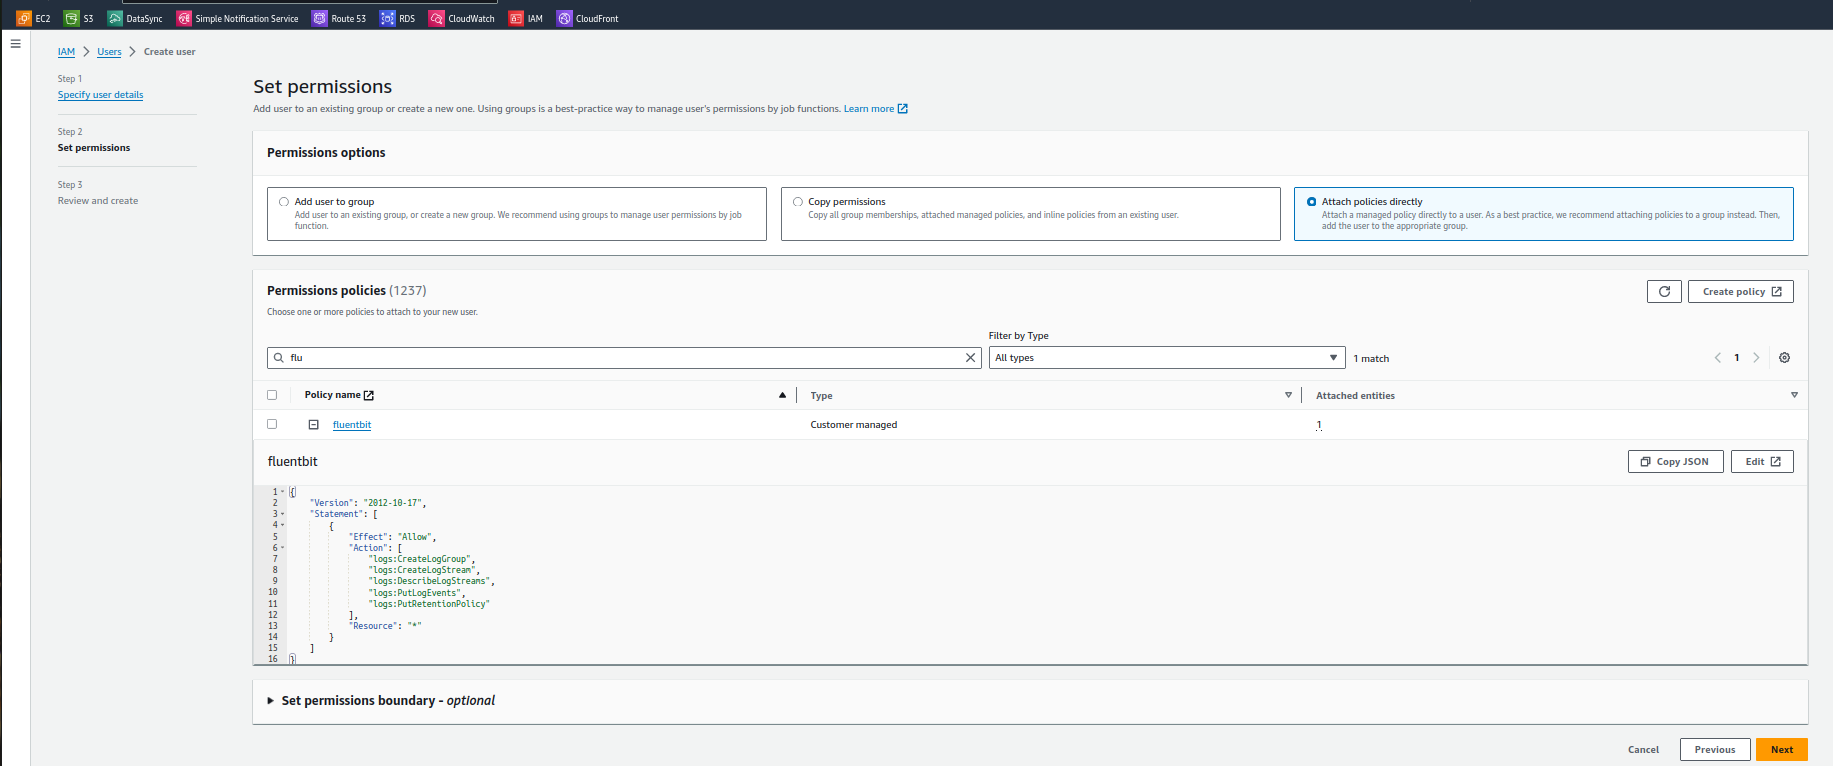 EC2 S3 DataSync Simple Notification Service Route 53 RDS CloudWatch IAM CloudFront
IAM Users Create user
Step 1
Specify user details
Step 2
Set permissions
Step 3
Review and create
Set permissions
Add user to an existing group or create a new one. Using groups is a best-practice way to manage user's permissions by job functions. Learn more
Permissions options
Add user to group
Add user to an existing group, or create a new group. We recommend using groups to manage user permissions by job
function.
Copy permissions
Copy all group memberships, attached managed policies, and inline policies from an existing user.
Attach policies directly
Attach a managed policy directly to a user. As a best practice, we recommend attaching policies to a group instead. Then,
add the user to the appropriate group.
Permissions policies (1237)
Create policy
Choose one or more policies to attach to your new user.
Filter by Type
flu
All types
1 match
1
Policy name Type Attached entities
fluentbit Customer managed 1
fluentbit
Copy JSON Edit
1 {
2 "Version": "2012-10-17",
3 "Statement": [
4 {
5 "Effect": "Allow",
6 "Action": [
7 "logs:CreateLogGroup",
8 "logs:CreateLogStream",
9 "logs:DescribeLogStreams",
10 "logs:PutLogEvents",
11 "logs:PutRetentionPolicy"
12 ],
13 "Resource": "*"
14 }
15 ]
16 }
Set permissions boundary - optional
Cancel Previous Next